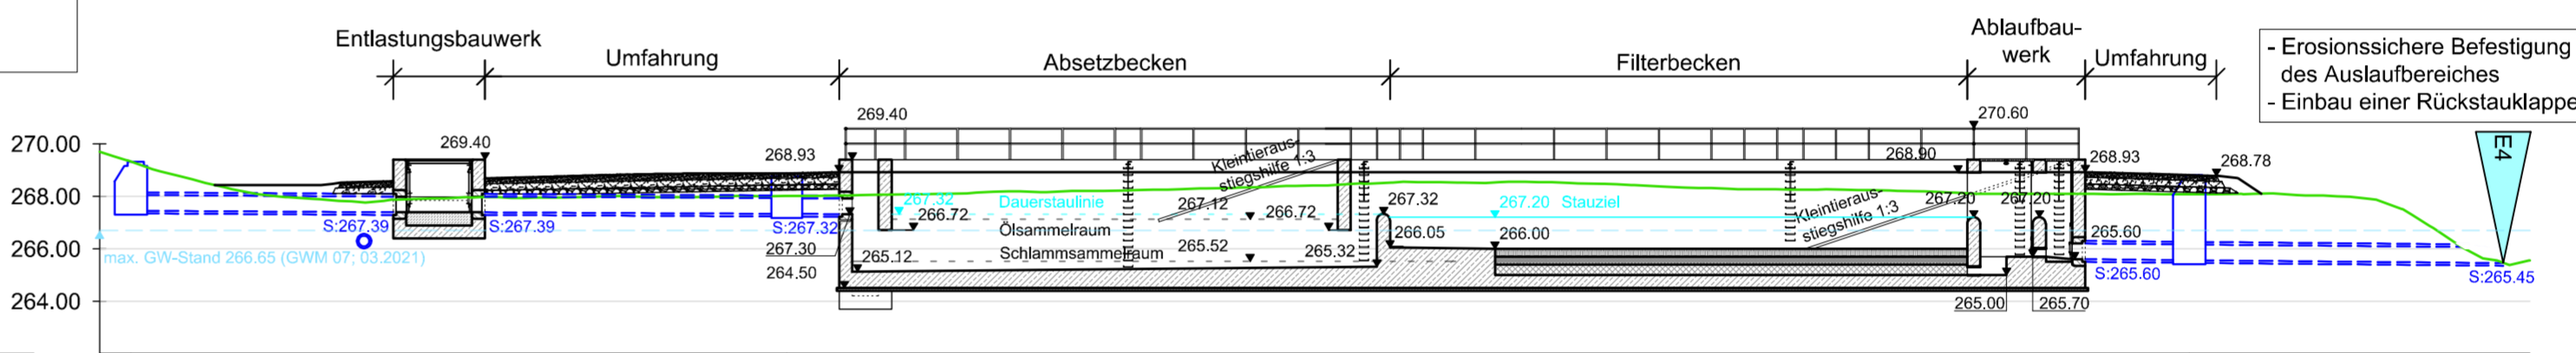 Entlastungsbauwerk
Umfahrung
Absetzbecken
Filterbecken
Ablaufbau-
werk
Umfahrung
- Erosionssichere Befestigung
des Auslaufbereiches
- Einbau einer Rückstauklappe
270.00
268.00
266.00
264.00
269.40
268.93
269.40
270.60
268.90
268.93
268.78
E4
Kleintieraus-
stiegshilfe 1:3
267.32
Dauerstaulinie
267.12
266.72
266.72
267.32
267.20 Stauziel
Kleintieraus-
stiegshilfe 1:3
267.20
267.20
S:267.39
S:267.39
S:267.32
Ölsammelraum
266.05
266.00
265.60
267.30
265.12
Schlammsammelraum
265.52
265.32
max. GW-Stand 266.65 (GWM 07; 03.2021)
264.50
S:265.60
S:265.45
265.00
265.70